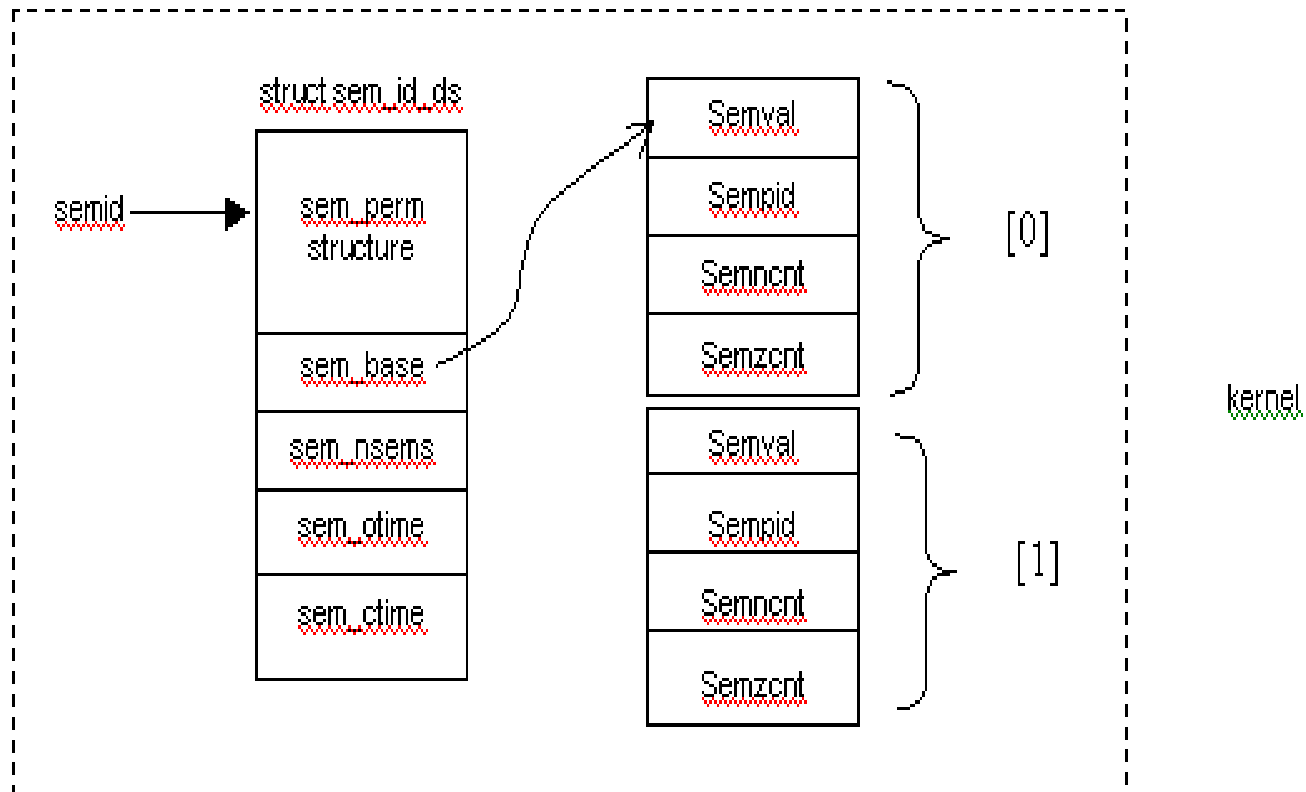 struct sem_id_ds
semid
sem_perm
structure
sem_base
sem_nsems
sem_otime
sem_ctime
Semval
Sempid
Semncnt
Semzcnt
[0]
Semval
Sempid
Semncnt
Semzcnt
[1]
kernel